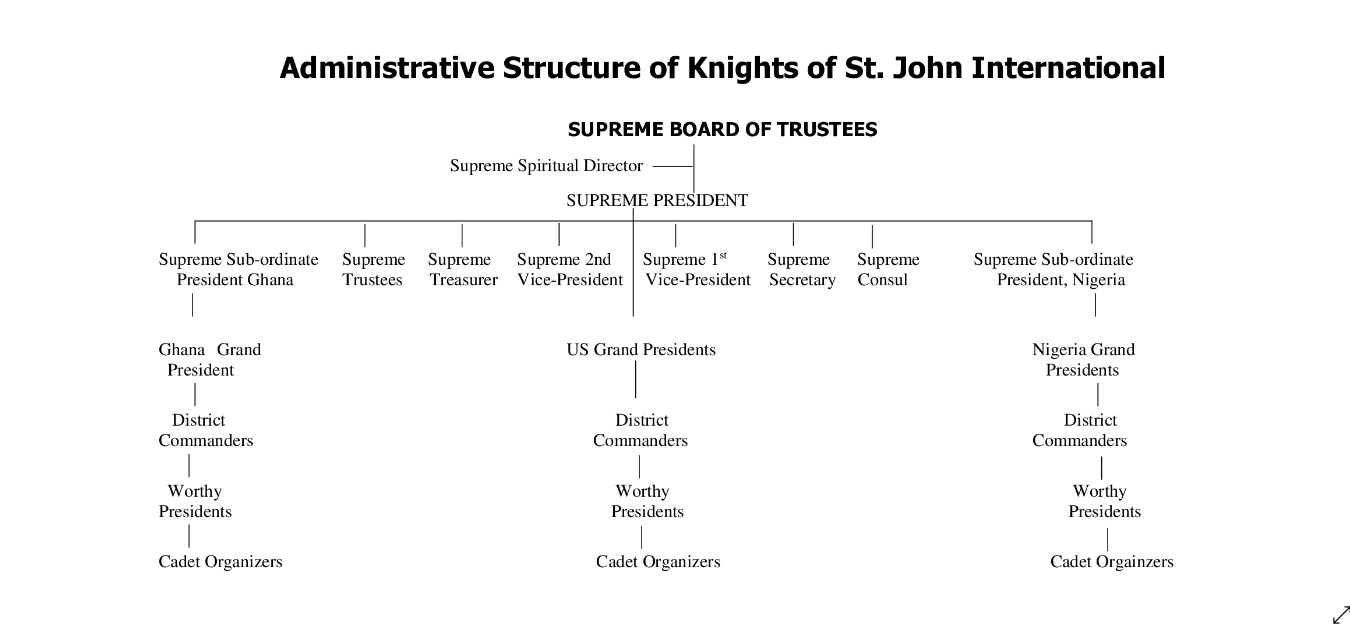 Administrative Structure of Knights of St. John International
SUPREME BOARD OF TRUSTEES
Supreme Spiritual Director
SUPREME PRESIDENT
Supreme Sub-ordinate
President Ghana
Supreme
Trustees
Supreme
Treasurer
Supreme 2nd
Vice-President
Supreme 1st
Vice-President
Supreme
Secretary
Supreme
Consul
Supreme Sub-ordinate
President, Nigeria
Ghana Grand
President
US Grand Presidents
Nigeria Grand
Presidents
District
Commanders
District
Commanders
District
Commanders
Worthy
Presidents
Worthy
Presidents
Worthy
Presidents
Cadet Organizers
Cadet Organizers
Cadet Orgainzers